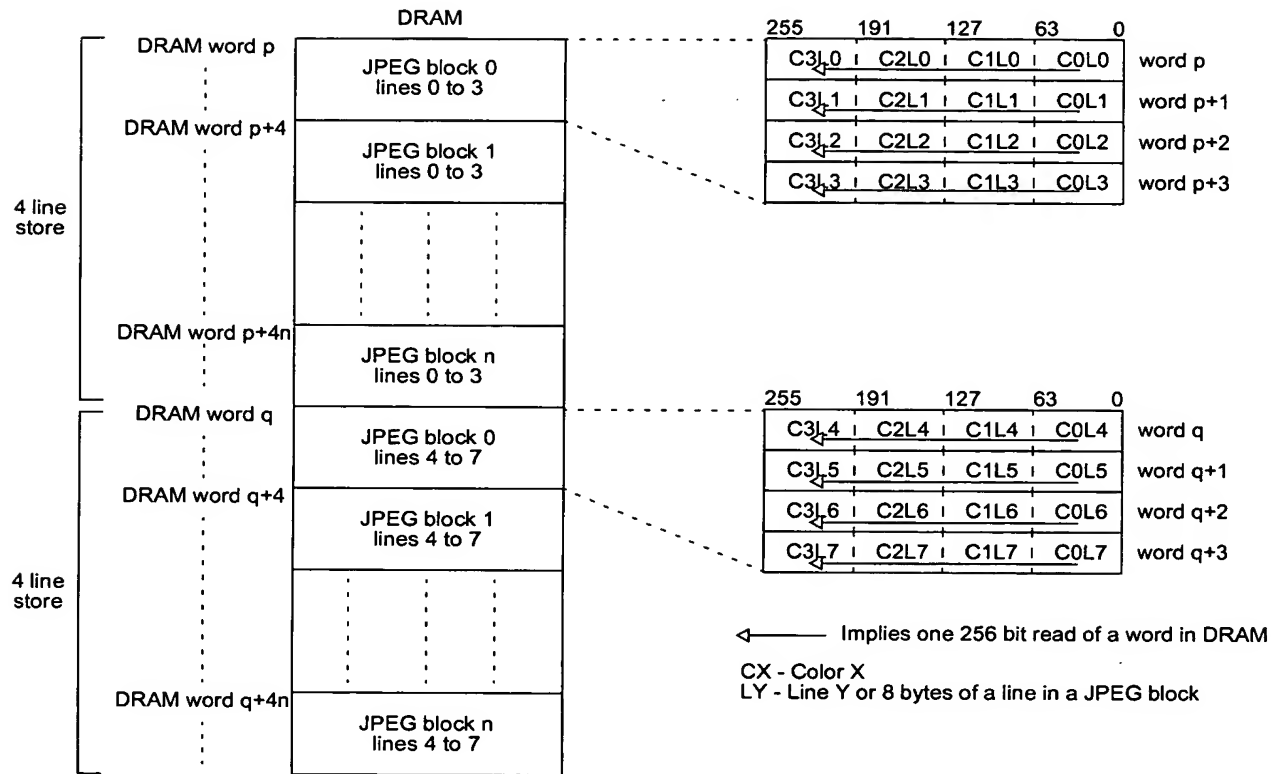 DRAM
DRAM word p
JPEG block 0
lines 0 to 3
DRAM word p+4
JPEG block 1
lines 0 to 3
4 line
store
DRAM word p+4n
JPEG block n
lines 0 to 3
255 191 127 63 0
C3L0 C2L0 C1L0 C0L0 word p
C3L1 C2L1 C1L1 C0L1 word p+1
C3L2 C2L2 C1L2 C0L2 word p+2
C3L3 C2L3 C1L3 C0L3 word p+3
DRAM word q
JPEG block 0
lines 4 to 7
DRAM word q+4
JPEG block 1
lines 4 to 7
4 line
store
DRAM word q+4n
JPEG block n
lines 4 to 7
255 191 127 63 0
C3L4 C2L4 C1L4 C0L4 word q
C3L5 C2L5 C1L5 C0L5 word q+1
C3L6 C2L6 C1L6 C0L6 word q+2
C3L7 C2L7 C1L7 C0L7 word q+3
Implies one 256 bit read of a word in DRAM
CX - Color X
LY - Line Y or 8 bytes of a line in a JPEG block